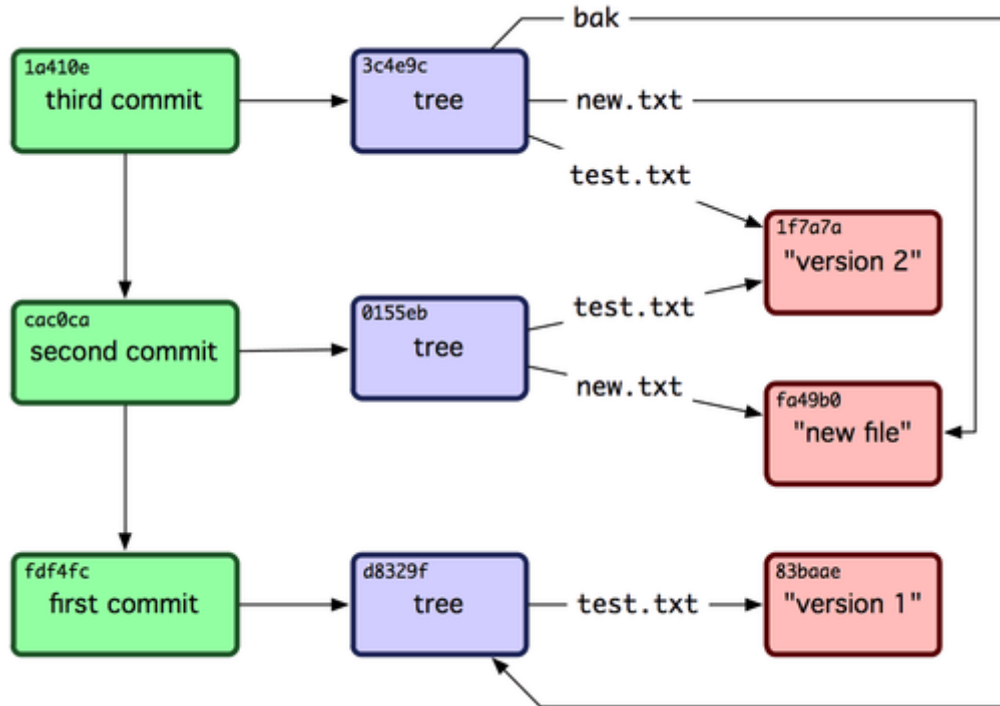 bak
1a410e
third commit
3c4e9c
tree
new.txt
test.txt
1f7a7a
"version 2"
cac0ca
second commit
0155eb
tree
test.txt
new.txt
fa49b0
"new file"
fdf4fc
first commit
d8329f
tree
test.txt
83baae
"version 1"